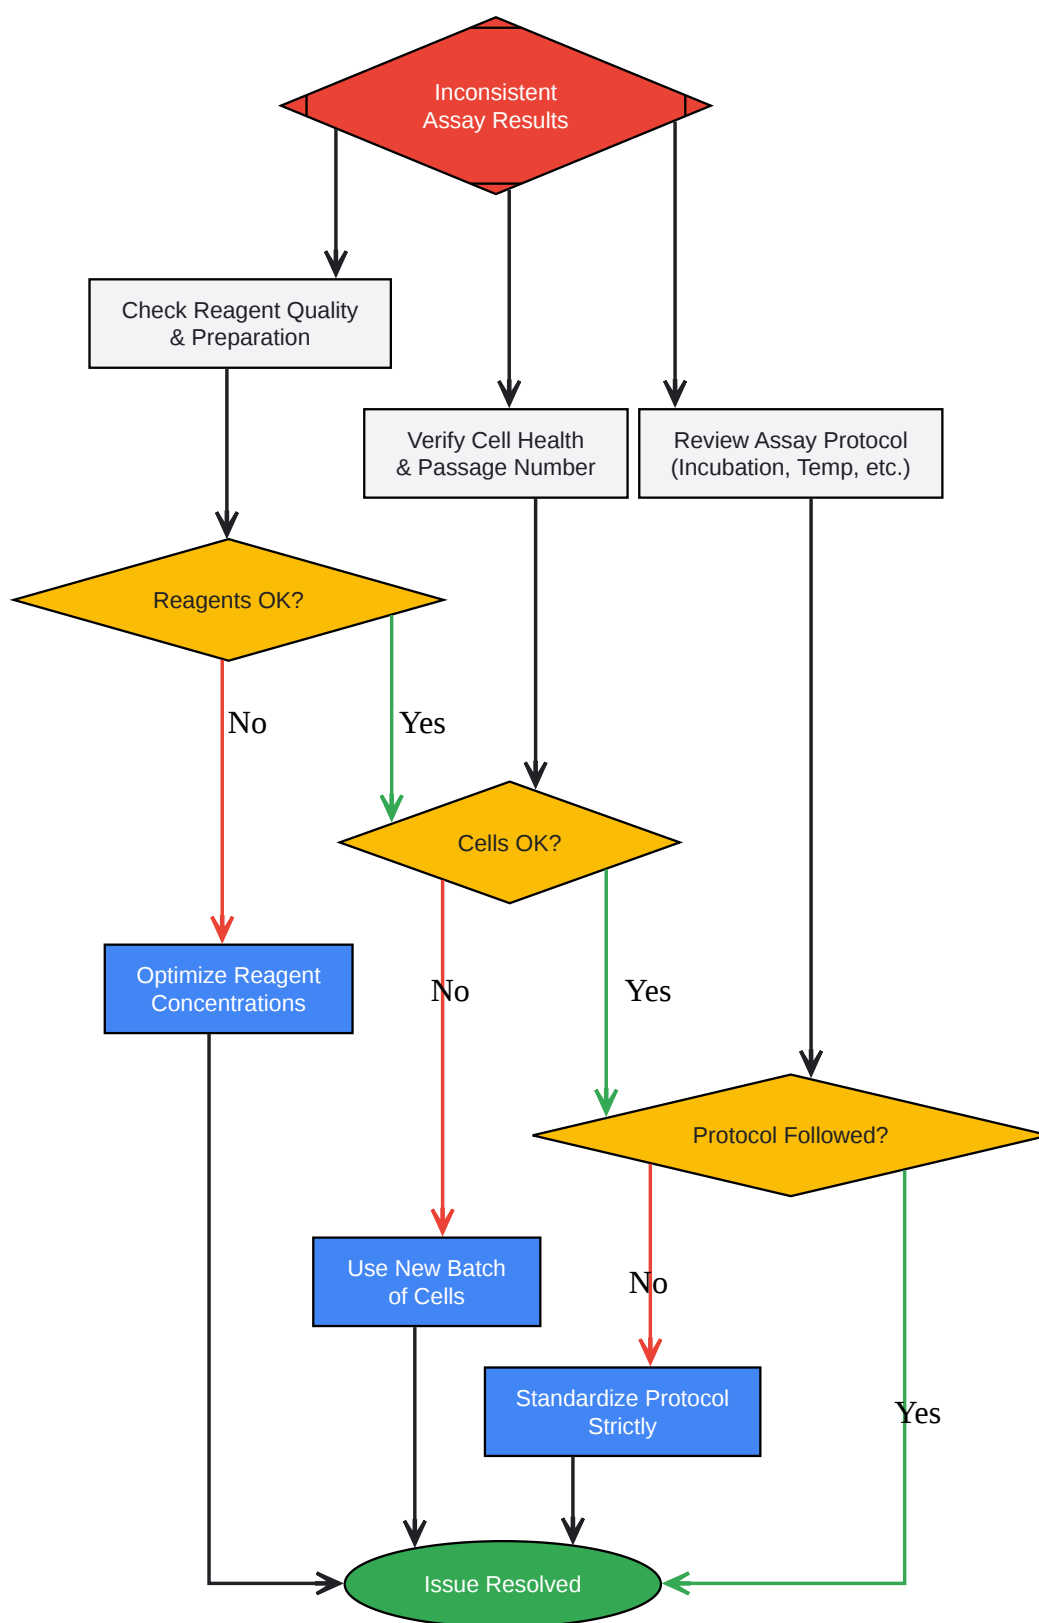 Inconsistent
Assay Results
Check Reagent Quality
& Preparation
Verify Cell Health
& Passage Number
Review Assay Protocol
(Incubation, Temp, etc.)
Reagents OK?
No
Yes
Cells OK?
Optimize Reagent
Concentrations
No
Yes
Protocol Followed?
Use New Batch
of Cells
No
Standardize Protocol
Strictly
Yes
Issue Resolved